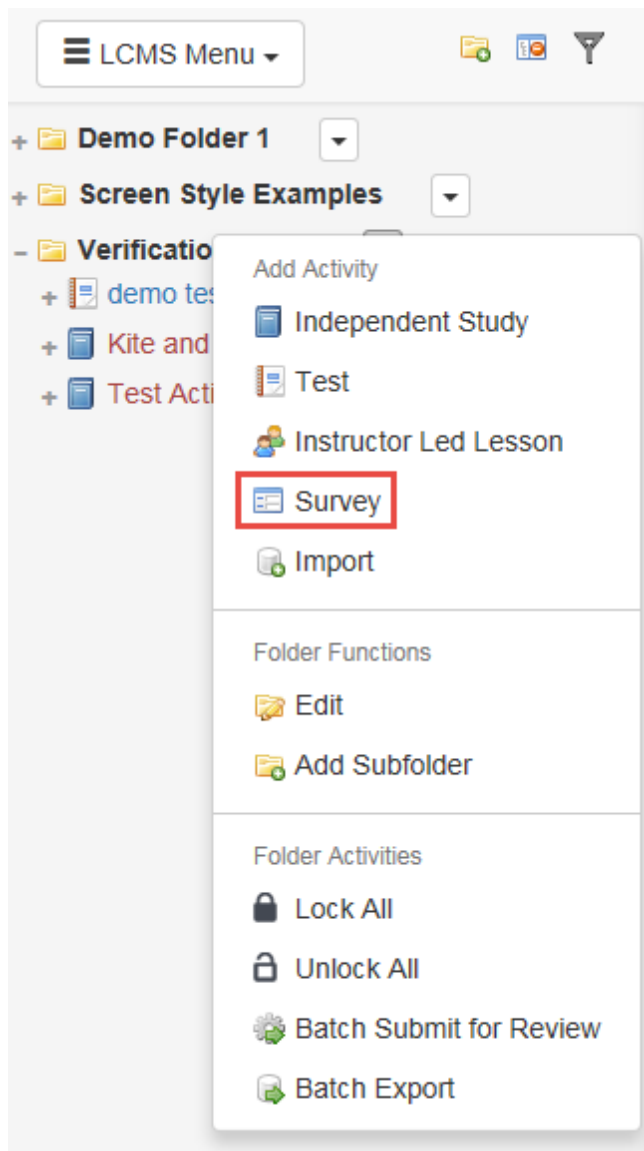 LCMS Menu
Demo Folder 1
Screen Style Examples
Verificatio
demo tes
Kite and
Test Acti
Add Activity
Independent Study
Test
Instructor Led Lesson
Survey
Import
Folder Functions
Edit
Add Subfolder
Folder Activities
Lock All
Unlock All
Batch Submit for Review
Batch Export